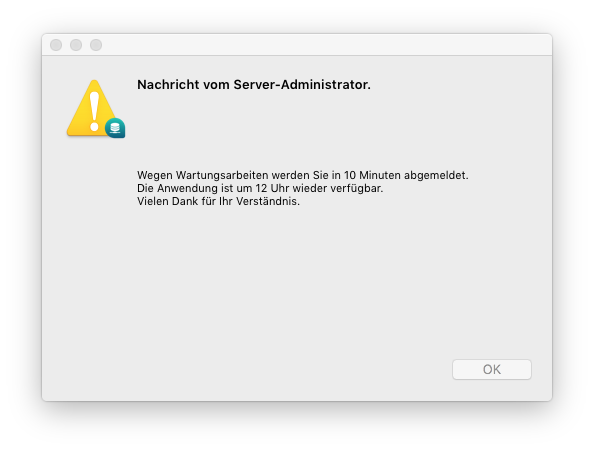 Nachricht vom Server-Administrator.
Wegen Wartungsarbeiten werden Sie in 10 Minuten abgemeldet.
Die Anwendung ist um 12 Uhr wieder verfügbar.
Vielen Dank für Ihr Verständnis.
OK